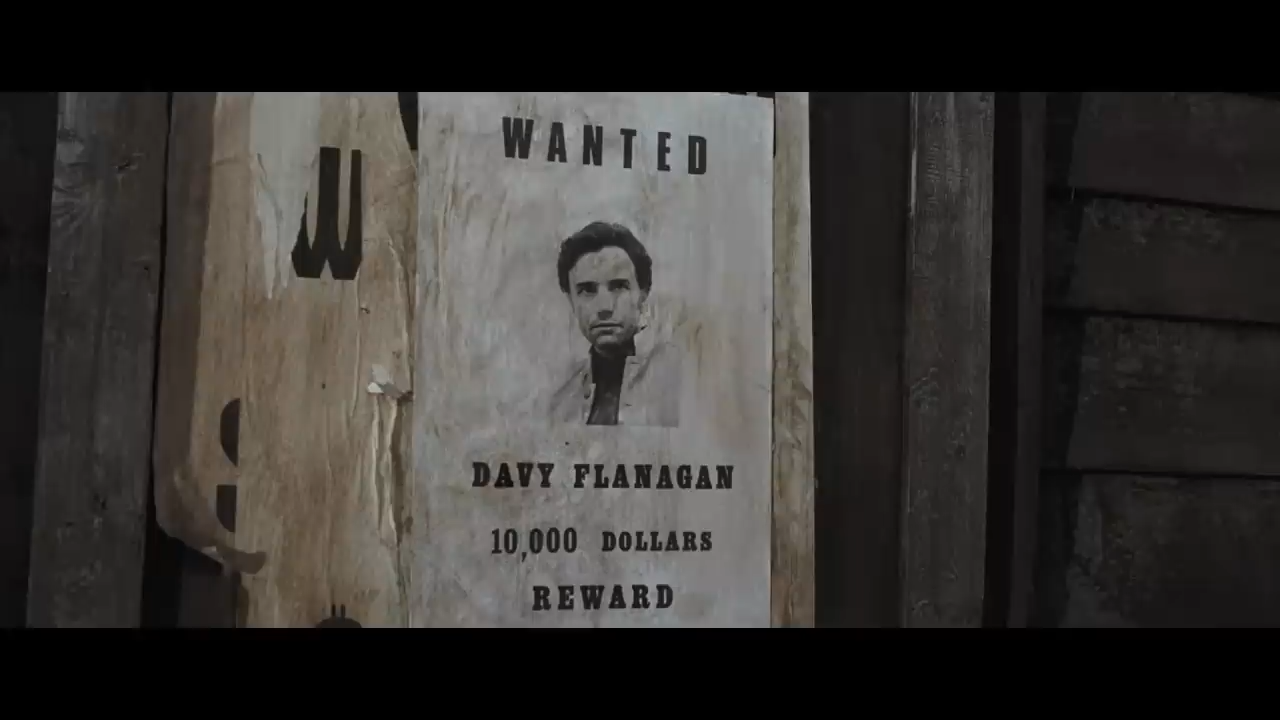 W
WANTED
DAVY FLANAGAN
10,000 DOLLARS
REWARD